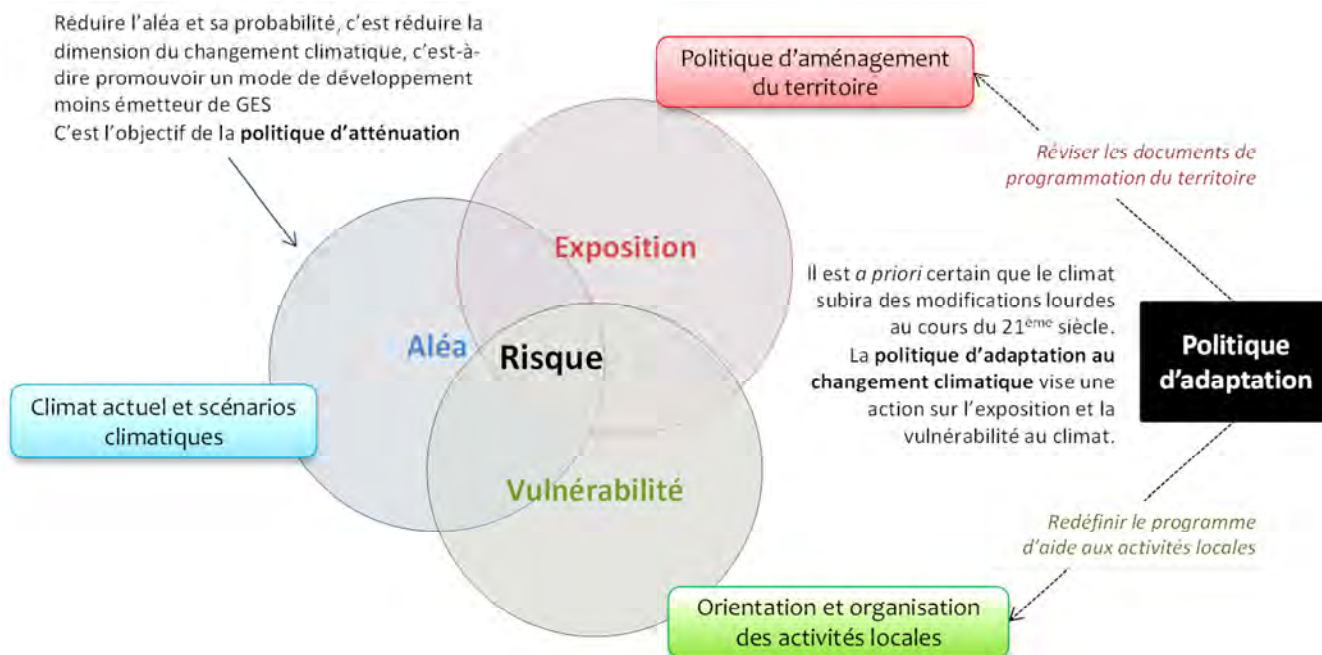 Réduire l'aléa et sa probabilité, c'est réduire la
dimension du changement climatique, c'est-à-
dire promouvoir un mode de développement
moins émetteur de GES
C'est l'objectif de la politique d'atténuation
Politique d'aménagement
du territoire
Réviser les documents de
programmation du territoire
Exposition
Il est a priori certain que le climat
subira des modifications lourdes
au cours du 21ème siècle.
La politique d'adaptation au
changement climatique vise une
action sur l'exposition et la
vulnérabilité au climat.
Politique
d'adaptation
Aléa
Risque
Climat actuel et scénarios
climatiques
Vulnérabilité
Redéfinir le programme
d'aide aux activités locales
Orientation et organisation
des activités locales